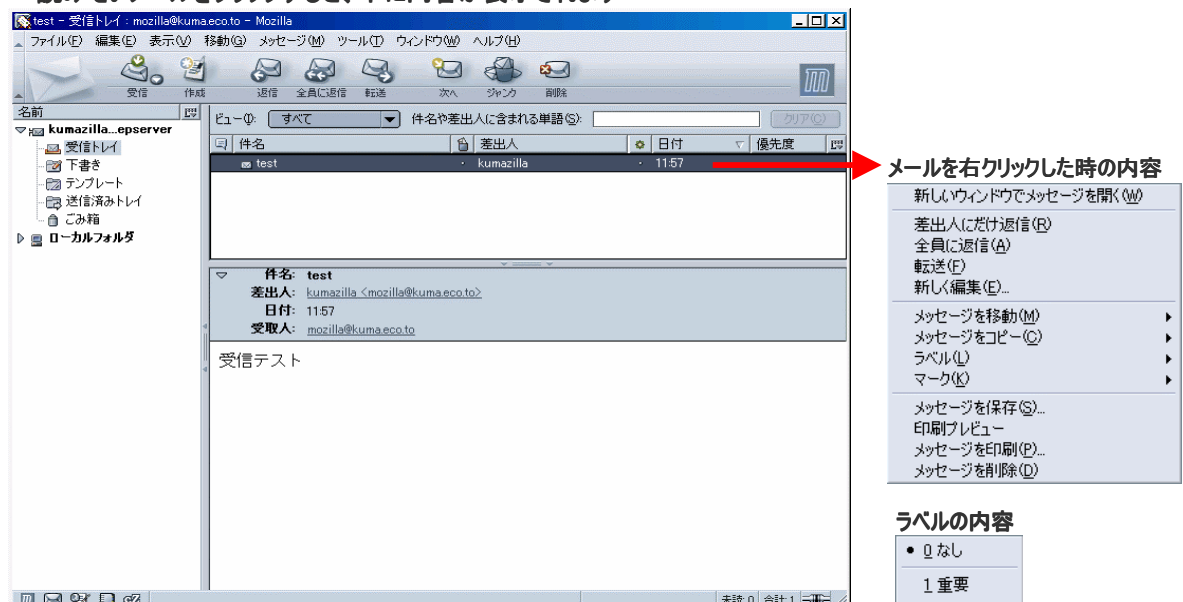 test - 受信トレイ : mozilla@kuma.eco.to - Mozilla
ファイル(F) 編集(E) 表示(V) 移動(G) メッセージ(M) ツール(T) ウィンドウ(W) ヘルプ(H)
受信 作成 返信 全員に返信 転送 次へ ジャンク 削除
名前
kumazilla...epserver
受信トレイ
下書き
テンプレート
送信済みトレイ
ごみ箱
ローカルフォルダ
ビュー(I): すべて 件名や差出人に含まれる単語(S): クリア(C)
件名 差出人 日付 優先度
test kumazilla 11:57
件名: test
差出人: kumazilla <mozilla@kuma.eco.to>
日付: 11:57
受取人: mozilla@kuma.eco.to
受信テスト
未読: 0 合計: 1
メールを右クリックした時の内容
新しいウィンドウでメッセージを開く(W)
差出人にだけ返信(R)
全員に返信(A)
転送(F)
新しく編集(E)...
メッセージを移動(M)
メッセージをコピー(C)
ラベル(L)
マーク(K)
メッセージを保存(S)...
印刷プレビュー
メッセージを印刷(P)...
メッセージを削除(D)
ラベルの内容
0 なし
1 重要